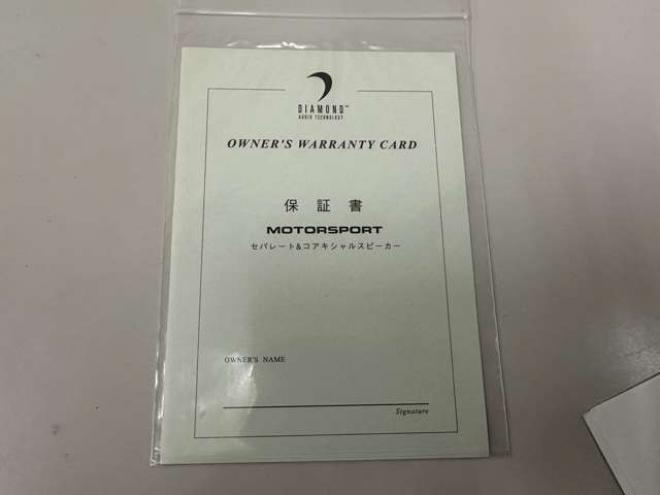 DIAMOND™
AUDIO TECHNOLOGY
OWNER'S WARRANTY CARD
保証書
MOTORSPORT
セパレート&コアキシャルスピーカー
OWNER'S NAME
Signature